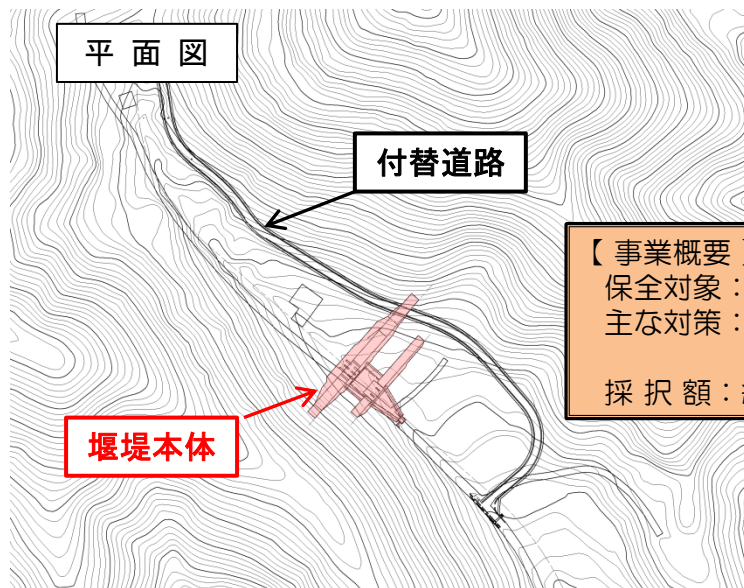 平 面 図
付替道路
【 事業概要
保全対象：
主な対策：
採 択 額：
堰堤本体